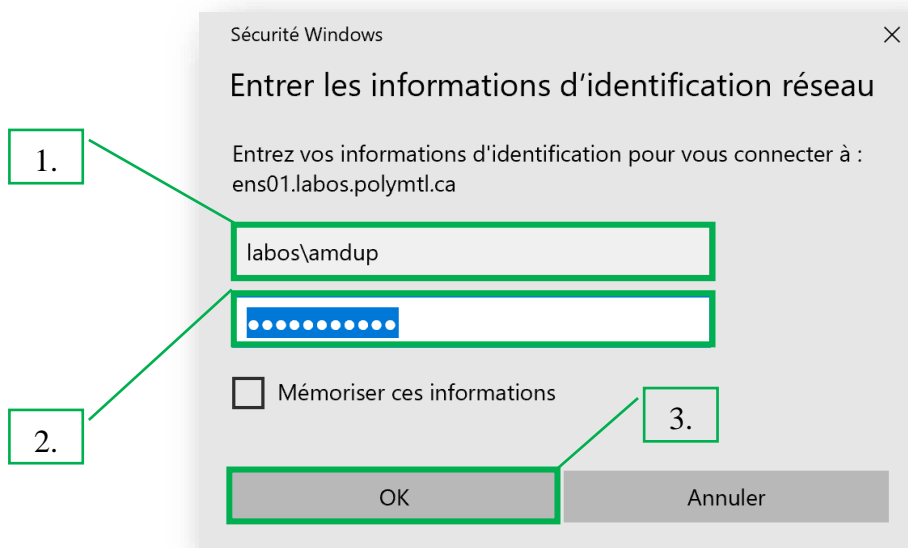 Sécurité Windows
Entrer les informations d’identification réseau
1.
Entrez vos informations d'identification pour vous connecter à :
ens01.labos.polymtl.ca
labos\amdup
●●●●●●●●●●●
Mémoriser ces informations
2.
3.
OK
Annuler